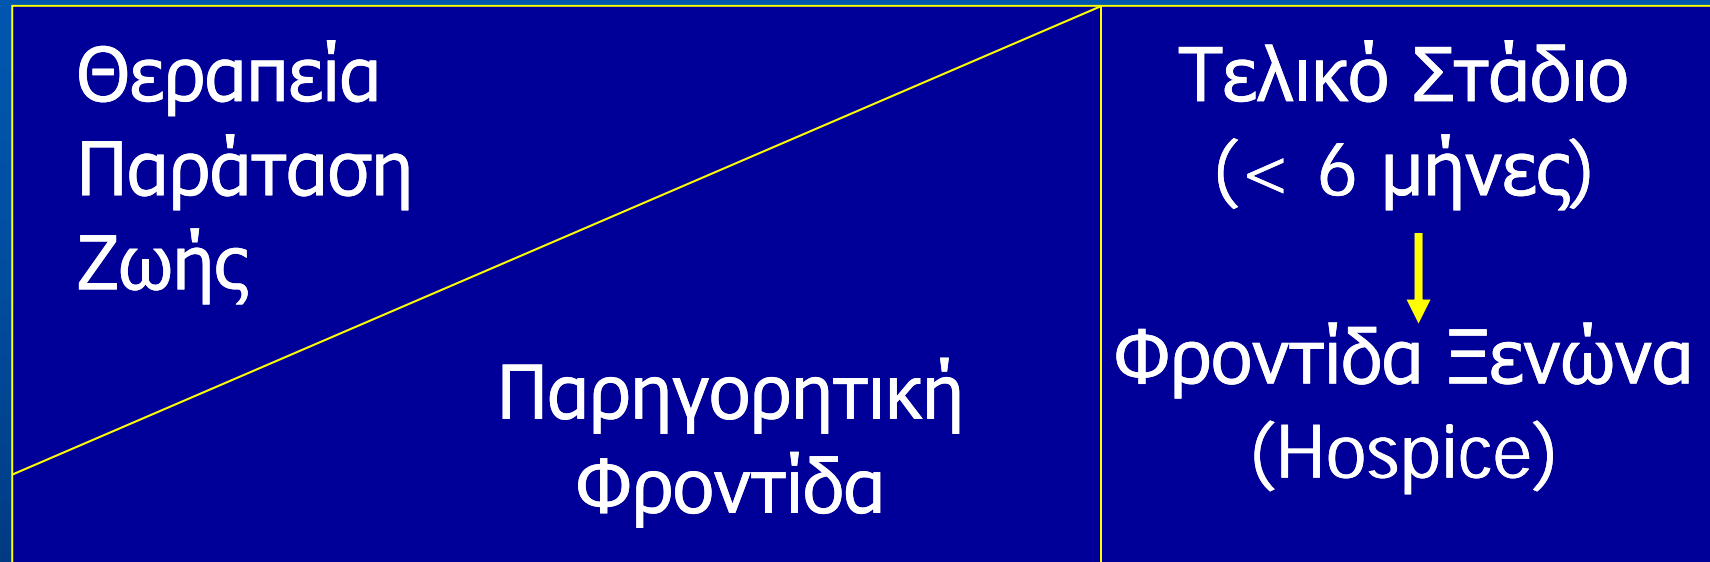 Θεραπεία
Παράταση
Ζωής
Παρηγορητική
Φροντίδα
Τελικό Στάδιο
(< 6 μήνες)
Φροντίδα Ξενώνα
(Hospice)